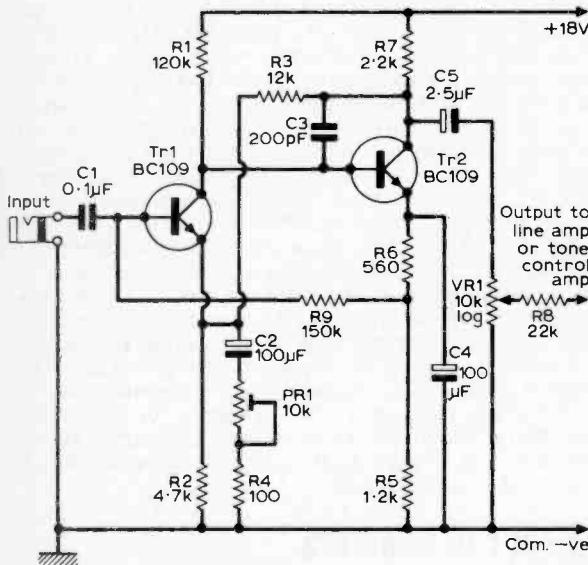 +18V
R1
120k
R3
12k
R7
2·2k
C5
2·5µF
C3
200pF
Tr1
BC109
Tr2
BC109
C1
0·1µF
Input
Output to
line amp
or tone
control
amp
R6
560
VR1
10k
log
R8
22k
R9
150k
C2
100µF
C4
100
µF
PR1
10k
R2
4·7k
R4
100
R5
1·2k
Com. –ve